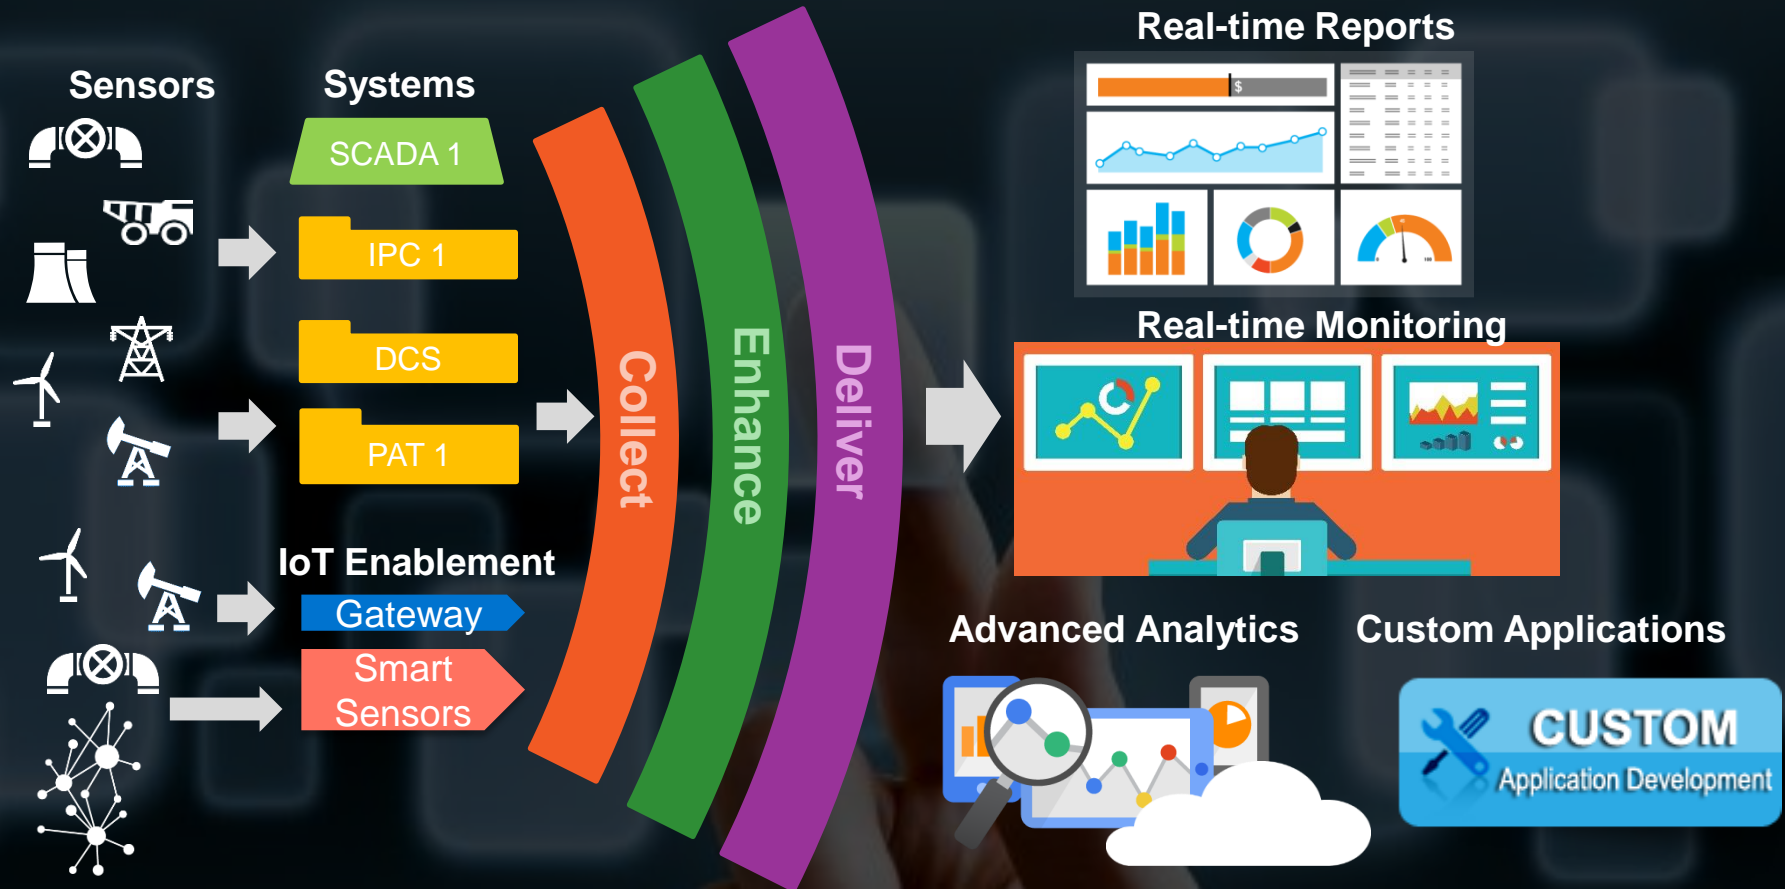 Sensors
Systems
SCADA 1
IPC 1
DCS
PAT 1
IoT Enablement
Gateway
Smart
Sensors
Collect
Enhance
Deliver
Real-time Reports
$
Real-time Monitoring
Advanced Analytics
Custom Applications
CUSTOM
Application Development